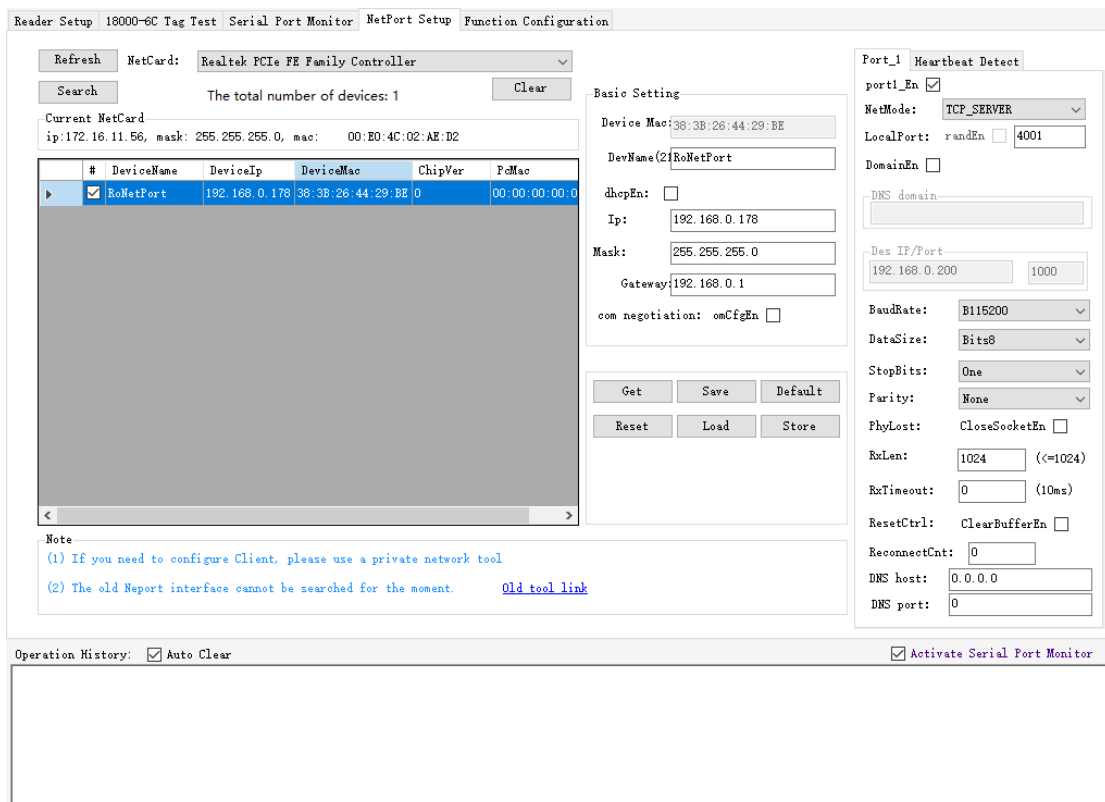 Reader Setup 18000-6C Tag Test Serial Port Monitor NetPort Setup Function Configuration
Refresh NetCard: Realtek PCIe FE Family Controller
Search The total number of devices: 1 Clear
Current NetCard
ip:172.16.11.56, mask: 255.255.255.0, mac: 00:E0:4C:02:AE:D2
# DeviceName DeviceIp DeviceMac ChipVer PcMac
RoNetPort 192.168.0.178 38:3B:26:44:29:BE 0 00:00:00:00:0
Note
(1) If you need to configure Client, please use a private network tool
(2) The old Neport interface cannot be searched for the moment. Old tool link
Basic Setting
Device Mac: 38:3B:26:44:29:BE
DevName(21 RoNetPort
dhcpEn:
Ip: 192.168.0.178
Mask: 255.255.255.0
Gateway: 192.168.0.1
com negotiation: omCfgEn
Get Save Default
Reset Load Store
Port_1 Heartbeat Detect
port1_En
NetMode: TCP_SERVER
LocalPort: randEn 4001
DomainEn
DNS domain
Des IP/Port
192.168.0.200 1000
BaudRate: B115200
DataSize: Bits8
StopBits: One
Parity: None
PhyLost: CloseSocketEn
RxLen: 1024 (<=1024)
RxTimeout: 0 (10ms)
ResetCtrl: ClearBufferEn
ReconnectCnt: 0
DNS host: 0.0.0.0
DNS port: 0
Operation History: Auto Clear Activate Serial Port Monitor